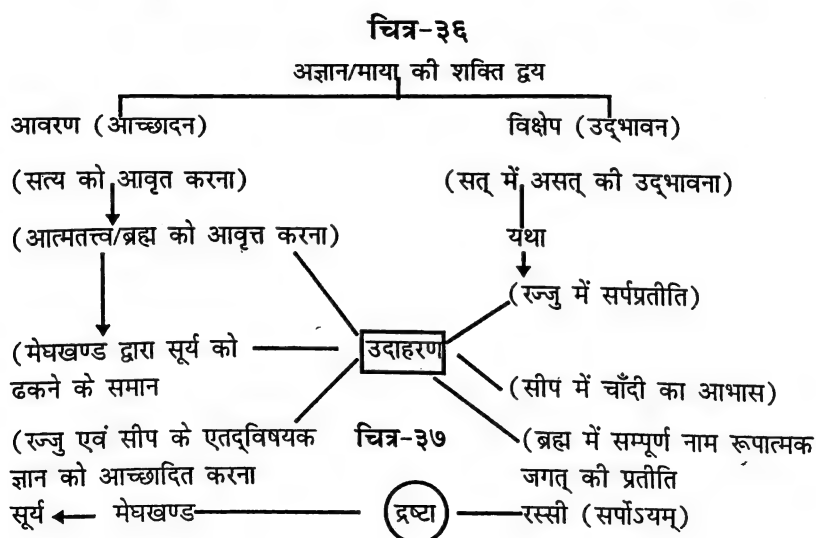 चित्र-३६
अज्ञान/माया की शक्ति द्वय
आवरण (आच्छादन) विक्षेप (उद्‌भावन)
(सत्य को आवृत करना) (सत् में असत् की उद्‌भावना)
(आत्मतत्त्व/ब्रह्म को आवृत्त करना) यथा
(रज्जु में सर्पप्रतीति)
(मेघखण्ड द्वारा सूर्य को उदाहरण
ढकने के समान (सीप में चाँदी का आभास)
(रज्जु एवं सीप के एतद्‌विषयक चित्र-३७ (ब्रह्म में सम्पूर्ण नाम रूपात्मक
ज्ञान को आच्छादित करना जगत् की प्रतीति
सूर्य मेघखण्ड द्रष्टा रस्सी (सर्पोऽयम्)